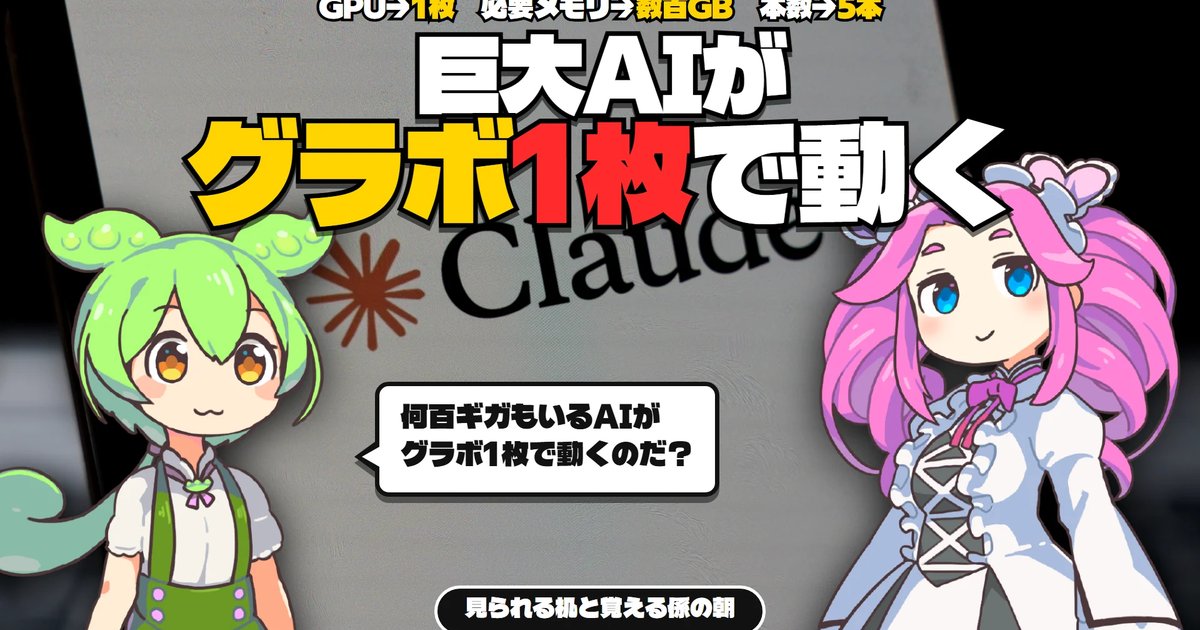 GPU→1枚 必要メモリ→数百GB 本数→5本
巨大AIが
グラボ1枚で動く
Claude
何百ギガもいるAIが
グラボ1枚で動くのだ?
見られる机と覚える係の朝